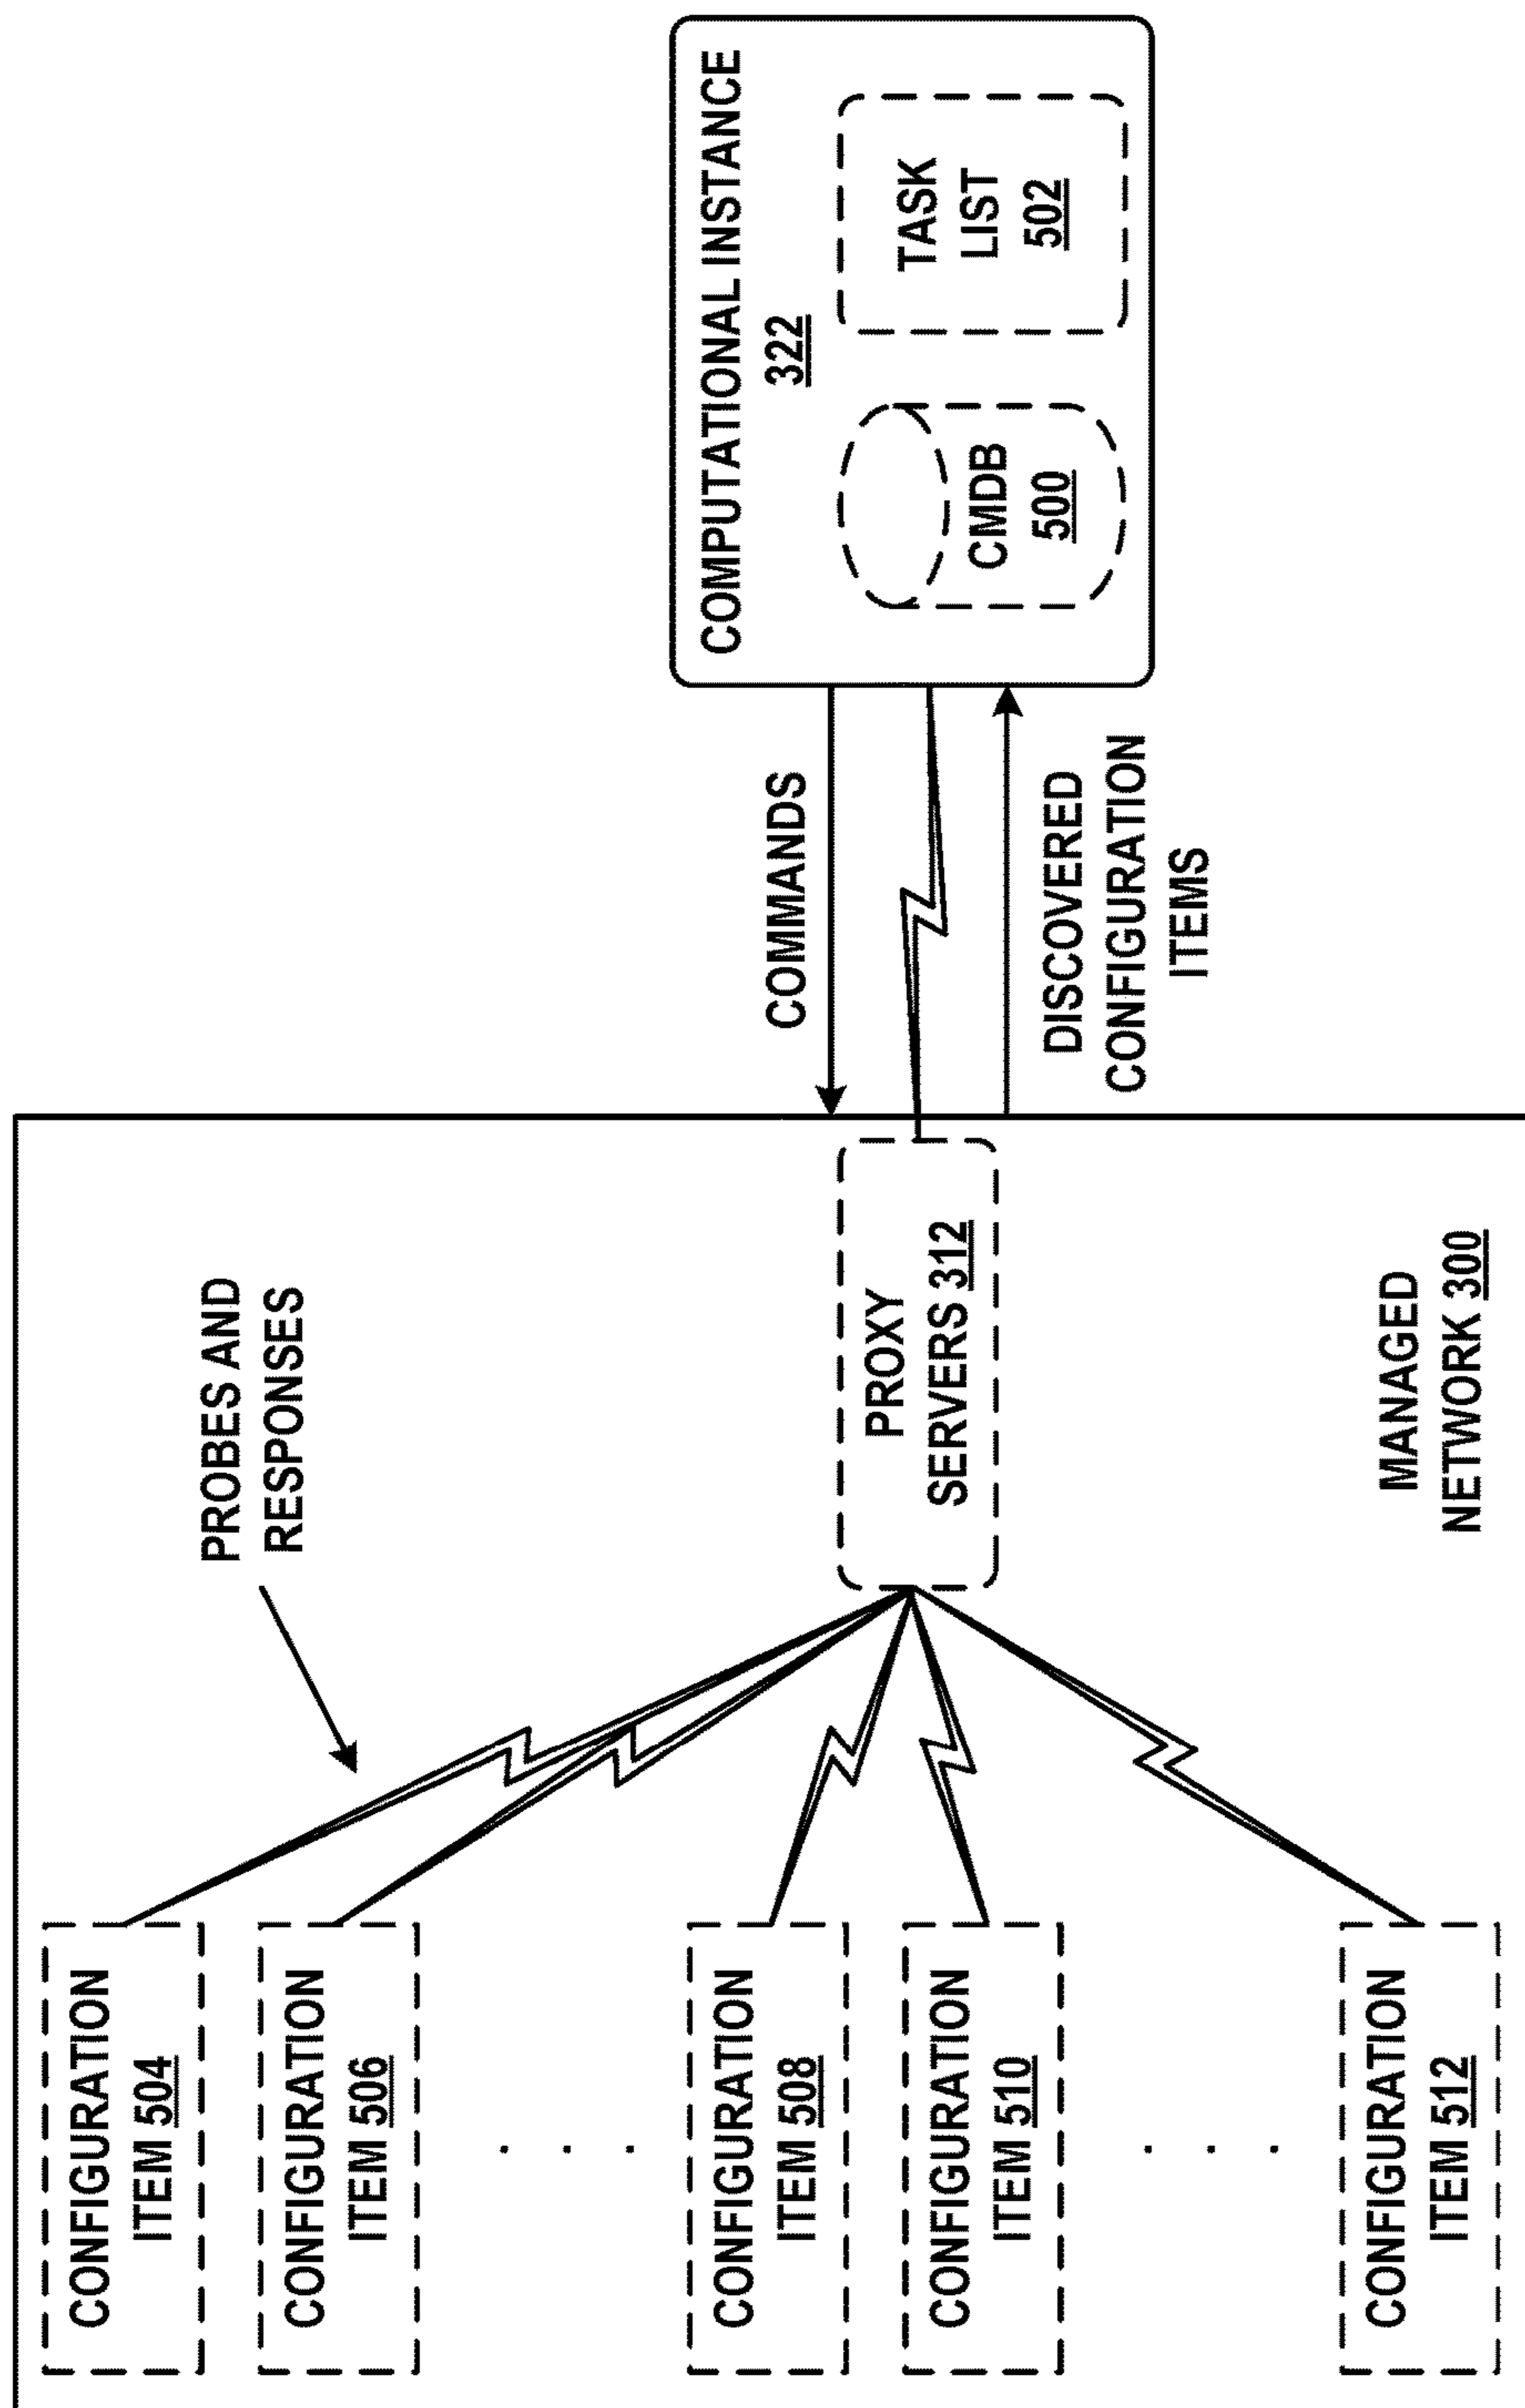 COMPUTATIONAL INSTANCE
322
CMDB
500
TASK
LIST
502
COMMANDS
DISCOVERED
CONFIGURATION
ITEMS
PROBES AND
RESPONSES
PROXY
SERVERS 312
MANAGED
NETWORK 300
CONFIGURATION
ITEM 504
CONFIGURATION
ITEM 506
. . .
CONFIGURATION
ITEM 508
CONFIGURATION
ITEM 510
. . .
CONFIGURATION
ITEM 512